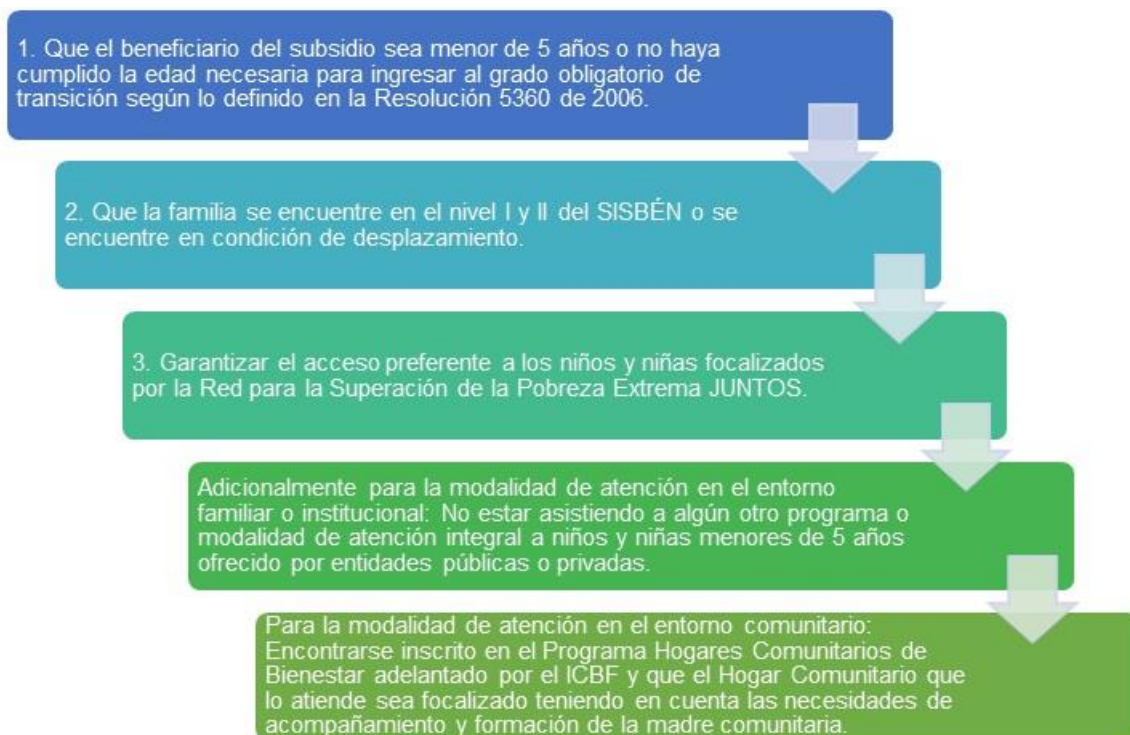 1. Que el beneficiario del subsidio sea menor de 5 años o no haya
cumplido la edad necesaria para ingresar al grado obligatorio de
transición según lo definido en la Resolución 5360 de 2006.
2. Que la familia se encuentre en el nivel I y II del SISBÉN o se
encuentre en condición de desplazamiento.
3. Garantizar el acceso preferente a los niños y niñas focalizados
por la Red para la Superación de la Pobreza Extrema JUNTOS.
Adicionalmente para la modalidad de atención en el entorno
familiar o institucional: No estar asistiendo a algún otro programa o
modalidad de atención integral a niños y niñas menores de 5 años
ofrecido por entidades públicas o privadas.
Para la modalidad de atención en el entorno comunitario:
Encontrarse inscrito en el Programa Hogares Comunitarios de
Bienestar adelantado por el ICBF y que el Hogar Comunitario que
lo atiende sea focalizado teniendo en cuenta las necesidades de
acompañamiento y formación de la madre comunitaria.